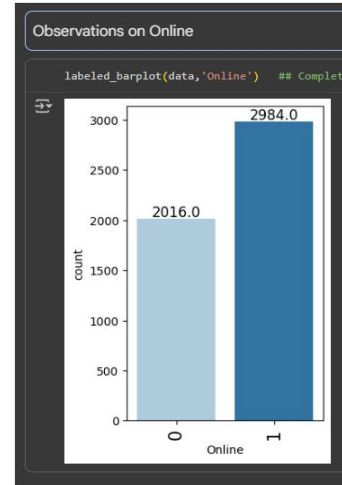 Observations on Online
labeled_barplot(data,'Online') ## Complet
2984.0
3000
2500
2016.0
2000
count
1500
1000
500
0
0 1
Online